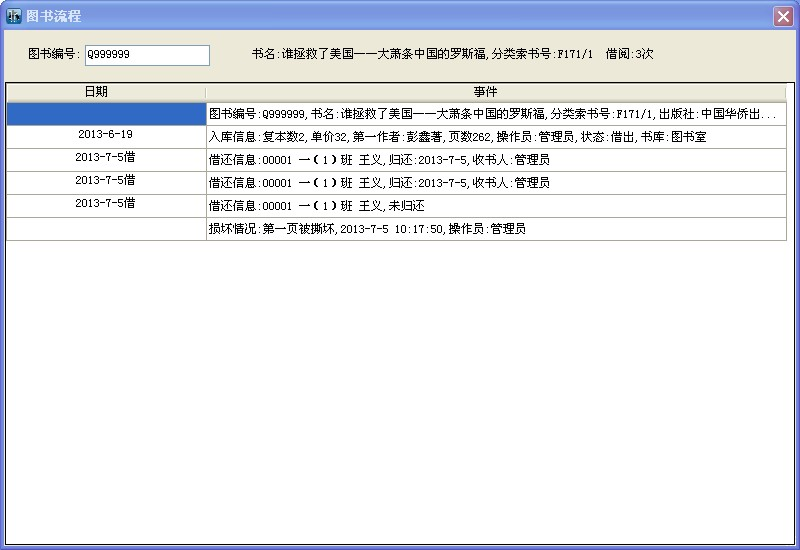 图书流程
图书编号: Q999999 书名:谁拯救了美国一一大萧条中国的罗斯福,分类索书号:F171/1 借阅:3次
日期 事件
图书编号:Q999999,书名:谁拯救了美国一一大萧条中国的罗斯福,分类索书号:F171/1,出版社:中国华侨出...
2013-6-19 入库信息:复本数2,单价32,第一作者:彭鑫著,页数262,操作员:管理员,状态:借出,书库:图书室
2013-7-5借 借还信息:00001 一(1)班 王义,归还:2013-7-5,收书人:管理员
2013-7-5借 借还信息:00001 一(1)班 王义,归还:2013-7-5,收书人:管理员
2013-7-5借 借还信息:00001 一(1)班 王义,未归还
损坏情况:第一页被撕坏,2013-7-5 10:17:50,操作员:管理员